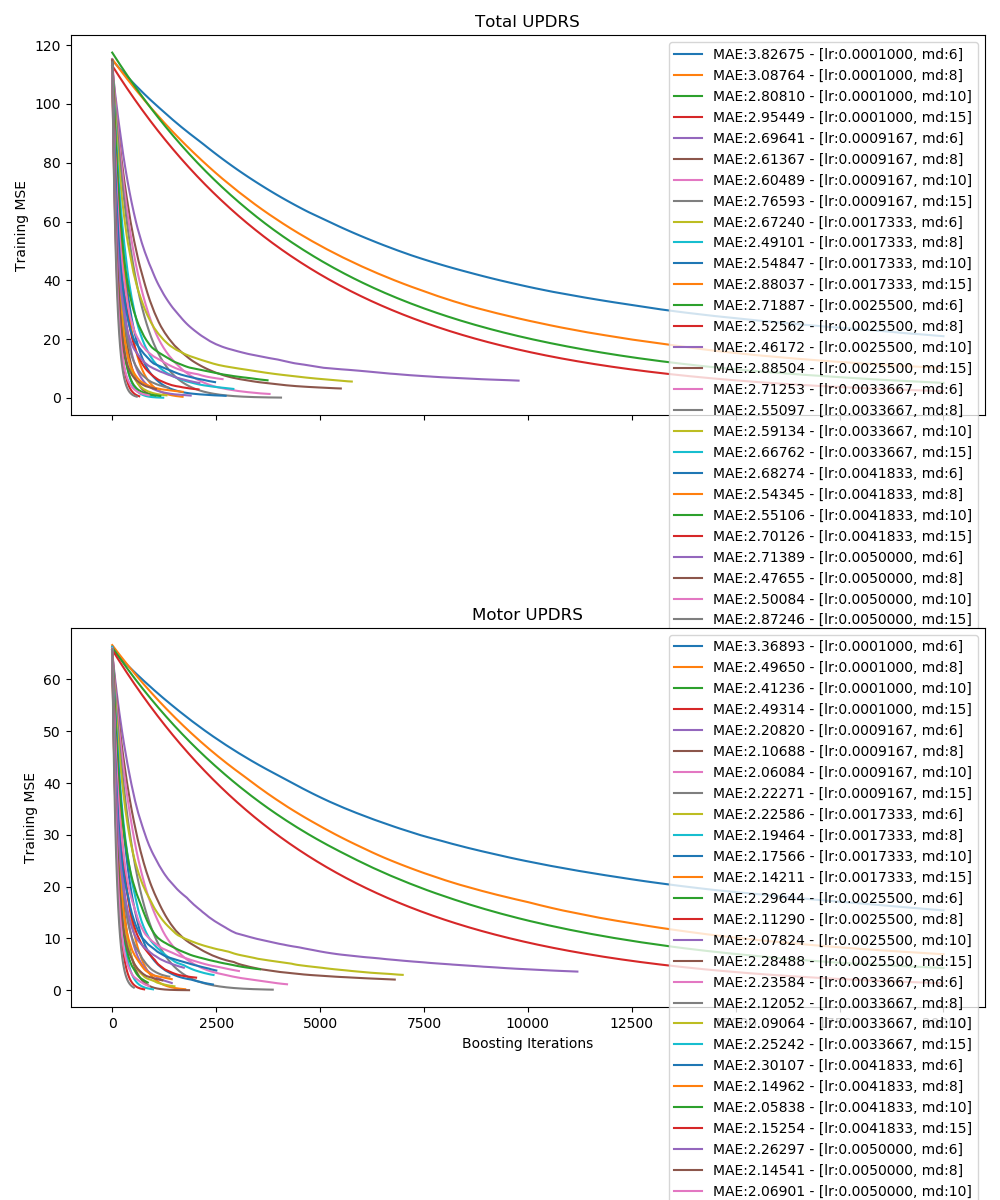 Total UPDRS
120
100
80
60
40
20
0
Training MSE
MAE:3.82675 - [lr:0.0001000, md:6]
MAE:3.08764 - [lr:0.0001000, md:8]
MAE:2.80810 - [lr:0.0001000, md:10]
MAE:2.95449 - [lr:0.0001000, md:15]
MAE:2.69641 - [lr:0.0009167, md:6]
MAE:2.61367 - [lr:0.0009167, md:8]
MAE:2.60489 - [lr:0.0009167, md:10]
MAE:2.76593 - [lr:0.0009167, md:15]
MAE:2.67240 - [lr:0.0017333, md:6]
MAE:2.49101 - [lr:0.0017333, md:8]
MAE:2.54847 - [lr:0.0017333, md:10]
MAE:2.88037 - [lr:0.0017333, md:15]
MAE:2.71887 - [lr:0.0025500, md:6]
MAE:2.52562 - [lr:0.0025500, md:8]
MAE:2.46172 - [lr:0.0025500, md:10]
MAE:2.88504 - [lr:0.0025500, md:15]
MAE:2.71253 - [lr:0.0033667, md:6]
MAE:2.55097 - [lr:0.0033667, md:8]
MAE:2.59134 - [lr:0.0033667, md:10]
MAE:2.66762 - [lr:0.0033667, md:15]
MAE:2.68274 - [lr:0.0041833, md:6]
MAE:2.54345 - [lr:0.0041833, md:8]
MAE:2.55106 - [lr:0.0041833, md:10]
MAE:2.70126 - [lr:0.0041833, md:15]
MAE:2.71389 - [lr:0.0050000, md:6]
MAE:2.47655 - [lr:0.0050000, md:8]
MAE:2.50084 - [lr:0.0050000, md:10]
MAE:2.87246 - [lr:0.0050000, md:15]
Motor UPDRS
60
50
40
30
20
10
0
Training MSE
MAE:3.36893 - [lr:0.0001000, md:6]
MAE:2.49650 - [lr:0.0001000, md:8]
MAE:2.41236 - [lr:0.0001000, md:10]
MAE:2.49314 - [lr:0.0001000, md:15]
MAE:2.20820 - [lr:0.0009167, md:6]
MAE:2.10688 - [lr:0.0009167, md:8]
MAE:2.06084 - [lr:0.0009167, md:10]
MAE:2.22271 - [lr:0.0009167, md:15]
MAE:2.22586 - [lr:0.0017333, md:6]
MAE:2.19464 - [lr:0.0017333, md:8]
MAE:2.17566 - [lr:0.0017333, md:10]
MAE:2.14211 - [lr:0.0017333, md:15]
MAE:2.29644 - [lr:0.0025500, md:6]
MAE:2.11290 - [lr:0.0025500, md:8]
MAE:2.07824 - [lr:0.0025500, md:10]
MAE:2.28488 - [lr:0.0025500, md:15]
MAE:2.23584 - [lr:0.0033667, md:6]
MAE:2.12052 - [lr:0.0033667, md:8]
MAE:2.09064 - [lr:0.0033667, md:10]
MAE:2.25242 - [lr:0.0033667, md:15]
MAE:2.30107 - [lr:0.0041833, md:6]
MAE:2.14962 - [lr:0.0041833, md:8]
MAE:2.05838 - [lr:0.0041833, md:10]
MAE:2.15254 - [lr:0.0041833, md:15]
MAE:2.26297 - [lr:0.0050000, md:6]
MAE:2.14541 - [lr:0.0050000, md:8]
MAE:2.06901 - [lr:0.0050000, md:10]
0 2500 5000 7500 10000 12500
Boosting Iterations